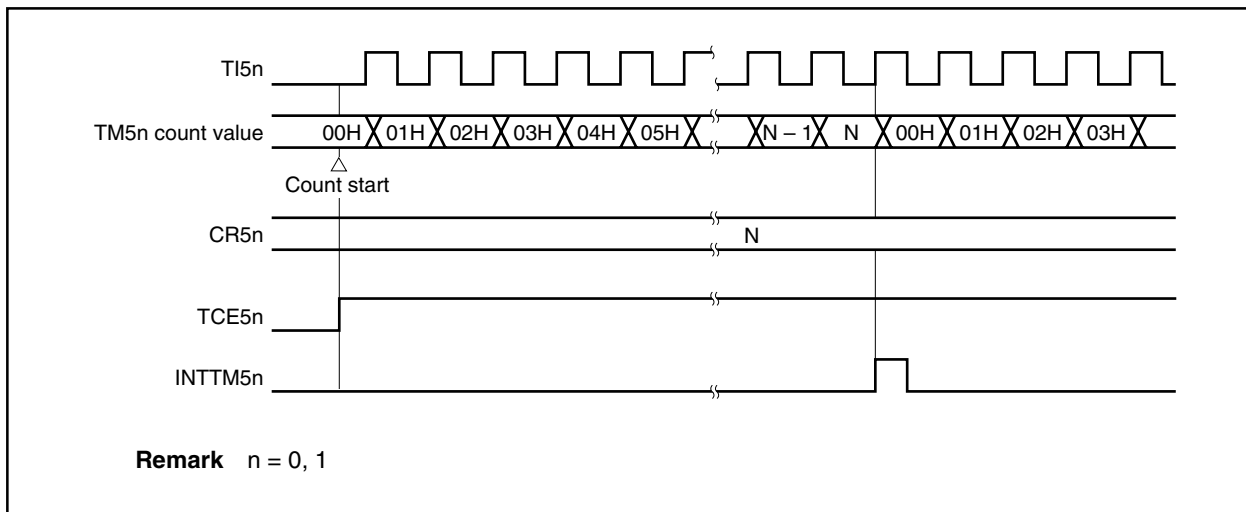 TI5n
TM5n count value 00H 01H 02H 03H 04H 05H N – 1 N 00H 01H 02H 03H
Count start
CR5n N
TCE5n
INTTM5n
Remark n = 0, 1